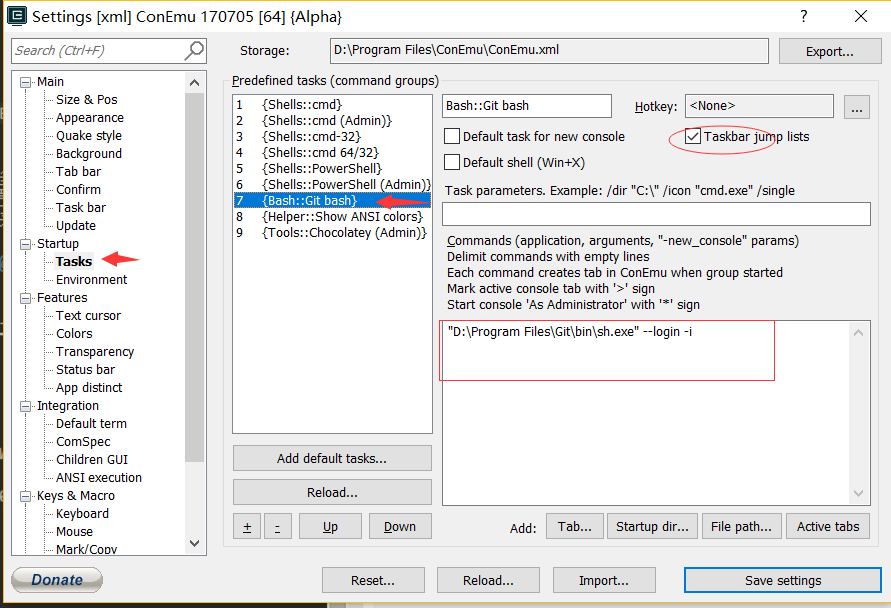 Settings [xml] ConEmu 170705 [64] {Alpha}
?
Search (Ctrl+F)
Storage:
D:\Program Files\ConEmu\ConEmu.xml
Export...
Main
Size & Pos
Appearance
Quake style
Background
Tab bar
Confirm
Task bar
Update
Startup
Tasks
Environment
Features
Text cursor
Colors
Transparency
Status bar
App distinct
Integration
Default term
ComSpec
Children GUI
ANSI execution
Keys & Macro
Keyboard
Mouse
Mark/Copy
Predefined tasks (command groups)
1 {Shells::cmd}
2 {Shells::cmd (Admin)}
3 {Shells::cmd-32}
4 {Shells::cmd 64/32}
5 {Shells::PowerShell}
6 {Shells::PowerShell (Admin)}
7 {Bash::Git bash}
8 {Helper::Show ANSI colors}
9 {Tools::Chocolatey (Admin)}
Add default tasks...
Reload...
+ - Up Down
Bash::Git bash
Hotkey: <None> ...
Default task for new console
Taskbar jump lists
Default shell (Win+X)
Task parameters. Example: /dir "C:\" /icon "cmd.exe" /single
Commands (application, arguments, "-new_console" params)
Delimit commands with empty lines
Each command creates tab in ConEmu when group started
Mark active console tab with '>' sign
Start console 'As Administrator' with '*' sign
"D:\Program Files\Git\bin\sh.exe" --login -i
Add: Tab... Startup dir... File path... Active tabs
Donate
Reset... Reload... Import... Save settings